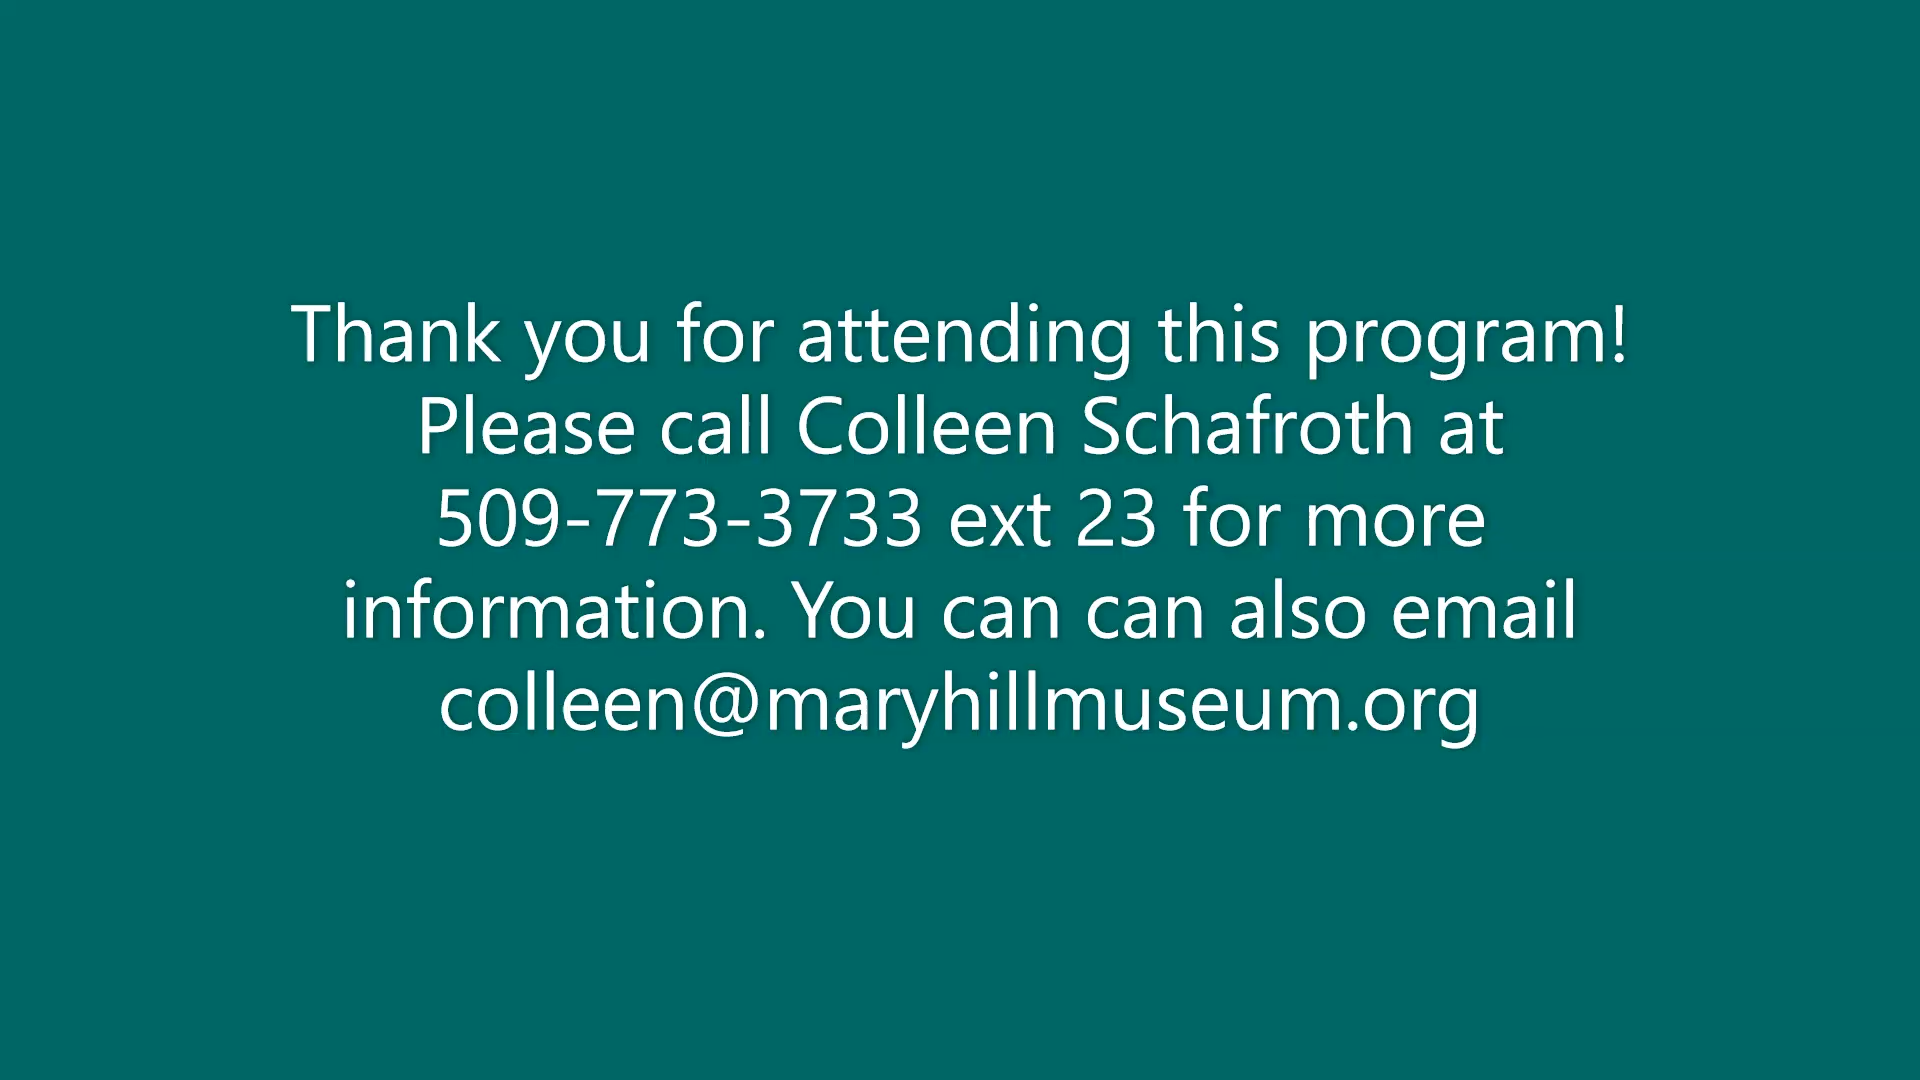 Thank you for attending this program!
Please call Colleen Schafroth at
509-773-3733 ext 23 for more
information. You can can also email
colleen@maryhillmuseum.org